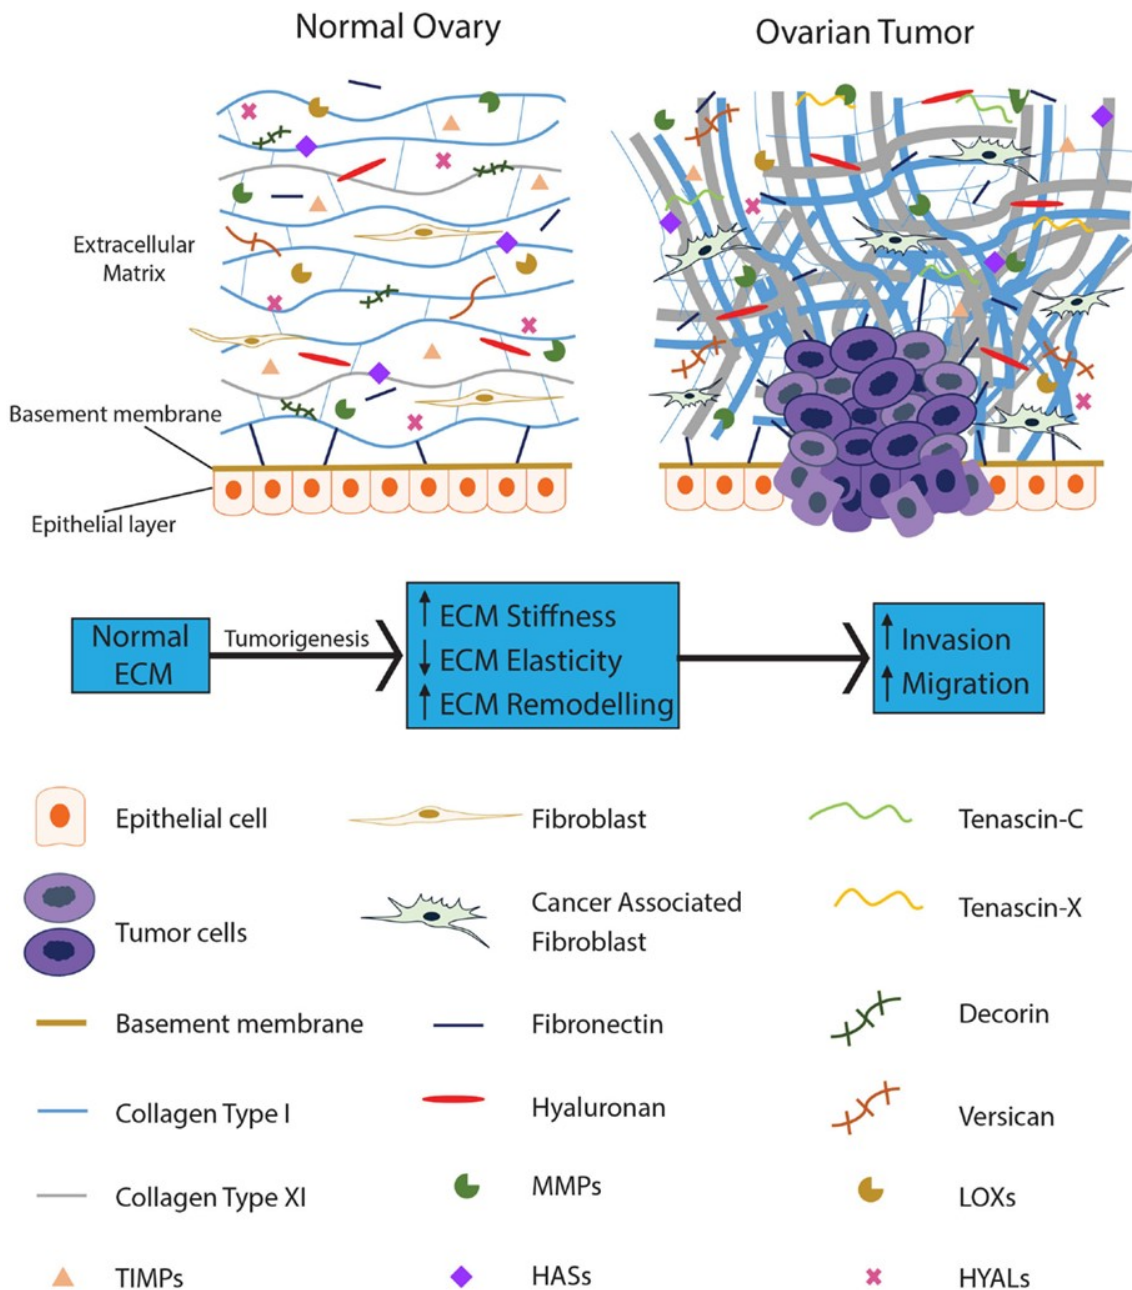 Normal Ovary
Ovarian Tumor
Extracellular
Matrix
Basement membrane
Epithelial layer
Normal
ECM
Tumorigenesis
↑ ECM Stiffness
↓ ECM Elasticity
↑ ECM Remodelling
↑ Invasion
↑ Migration
Epithelial cell
Fibroblast
Tenascin-C
Tumor cells
Cancer Associated
Fibroblast
Tenascin-X
Basement membrane
Fibronectin
Decorin
Collagen Type I
Hyaluronan
Versican
Collagen Type XI
MMPs
LOXs
TIMPs
HASs
HYALs